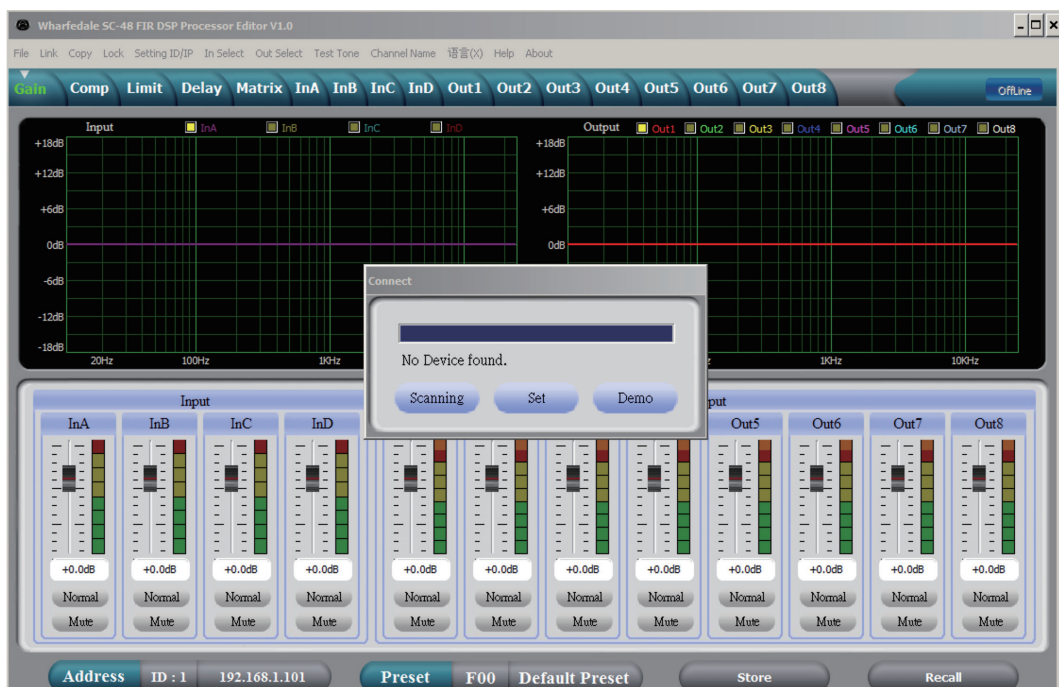 Wharfedale SC-48 FIR DSP Processor Editor V1.0
File Link Copy Lock Setting ID/IP In Select Out Select Test Tone Channel Name 语言(X) Help About
Gain Comp Limit Delay Matrix InA InB InC InD Out1 Out2 Out3 Out4 Out5 Out6 Out7 Out8 OffLine
Input InA InB InC InD
+18dB
+12dB
+6dB
0dB
-6dB
-12dB
-18dB
20Hz 100Hz 1KHz
Output Out1 Out2 Out3 Out4 Out5 Out6 Out7 Out8
+18dB
+12dB
+6dB
0dB
1KHz 10KHz
Connect
No Device found.
Scanning Set Demo
Input
InA InB InC InD
+0.0dB +0.0dB +0.0dB +0.0dB
Normal Normal Normal Normal
Mute Mute Mute Mute
put
Out5 Out6 Out7 Out8
+0.0dB +0.0dB +0.0dB +0.0dB +0.0dB +0.0dB +0.0dB +0.0dB
Normal Normal Normal Normal Normal Normal Normal Normal
Mute Mute Mute Mute Mute Mute Mute Mute
Address ID : 1 192.168.1.101 Preset F00 Default Preset Store Recall